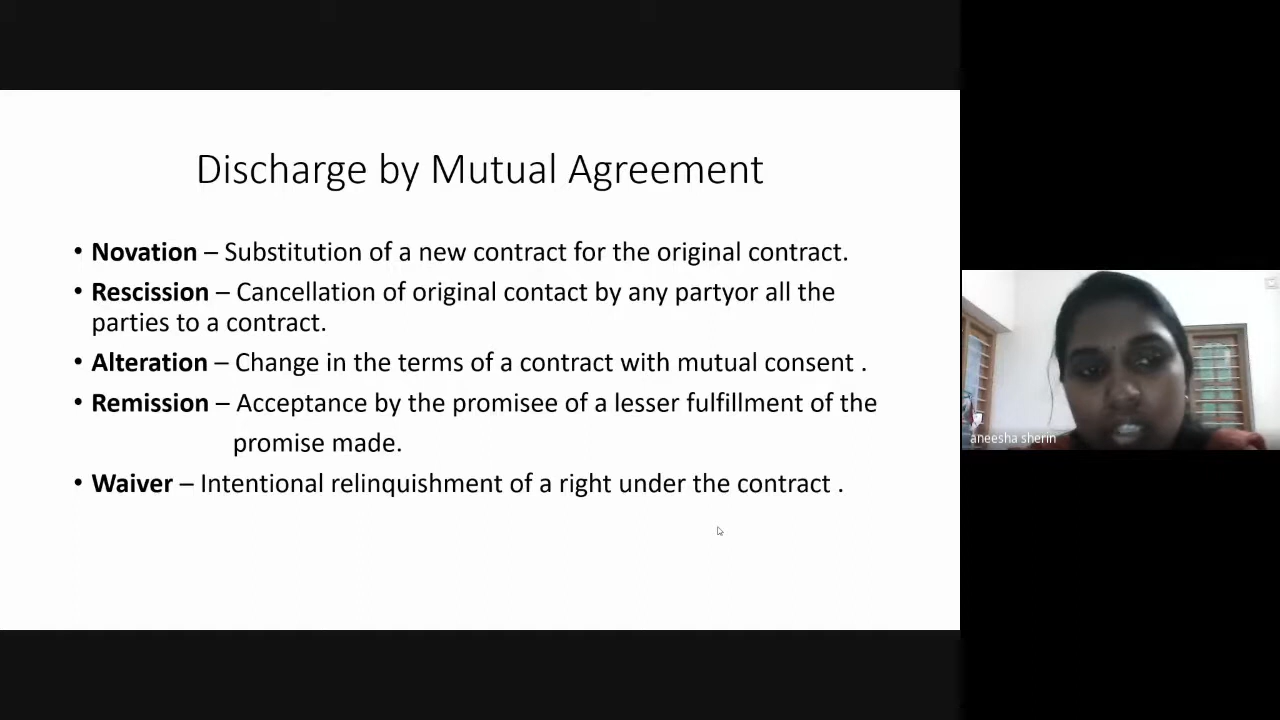 Discharge by Mutual Agreement
• Novation – Substitution of a new contract for the original contract.
• Rescission – Cancellation of original contact by any partyor all the
parties to a contract.
• Alteration – Change in the terms of a contract with mutual consent .
• Remission – Acceptance by the promisee of a lesser fulfillment of the
promise made.
• Waiver – Intentional relinquishment of a right under the contract .
aneesha sherin